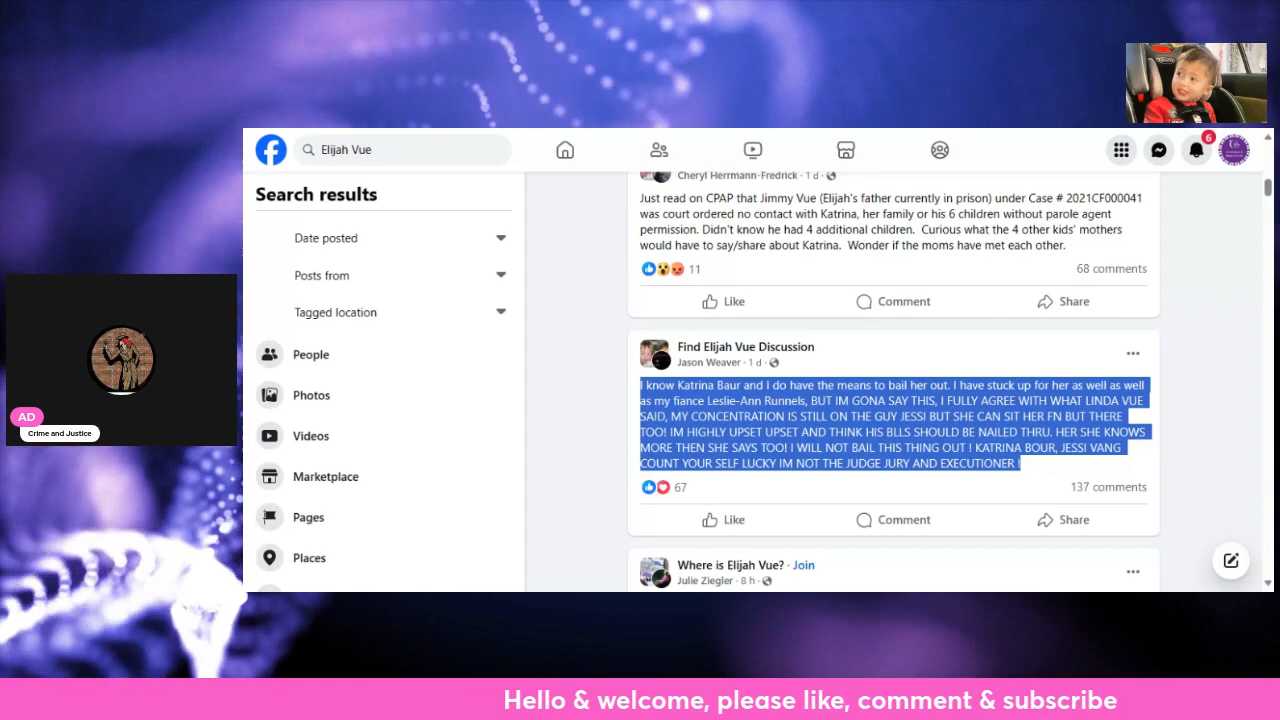 Elijah Vue
6
Search results
Date posted
Posts from
Tagged location
People
Photos
Videos
Marketplace
Pages
Places
Cheryl Herrmann-Fredrick · 1 d ·
Just read on CPAP that Jimmy Vue (Elijah's father currently in prison) under Case # 2021CF000041
was court ordered no contact with Katrina, her family or his 6 children without parole agent
permission. Didn't know he had 4 additional children. Curious what the 4 other kids' mothers
would have to say/share about Katrina. Wonder if the moms have met each other.
11
68 comments
Like
Comment
Share
Find Elijah Vue Discussion
Jason Weaver · 1 d ·
I know Katrina Baur and I do have the means to bail her out. I have stuck up for her as well as well
as my fiance Leslie-Ann Runnels, BUT IM GONA SAY THIS, I FULLY AGREE WITH WHAT LINDA VUE
SAID, MY CONCENTRATION IS STILL ON THE GUY JESSI BUT SHE CAN SIT HER FN BUT THERE
TOO! IM HIGHLY UPSET UPSET AND THINK HIS BLLS SHOULD BE NAILED THRU. HER SHE KNOWS
MORE THEN SHE SAYS TOO! I WILL NOT BAIL THIS THING OUT ! KATRINA BOUR, JESSI VANG
COUNT YOUR SELF LUCKY IM NOT THE JUDGE JURY AND EXECUTIONER !
67
137 comments
Like
Comment
Share
Where is Elijah Vue? · Join
Julie Ziegler · 8 h ·
AD
Crime and Justice
Hello & welcome, please like, comment & subscribe